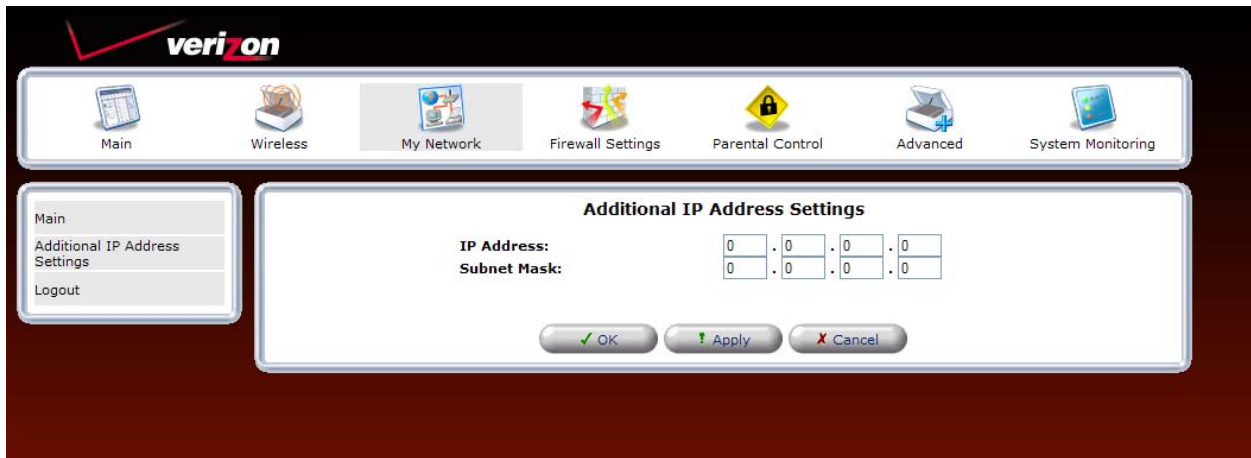 verizon
Main
Wireless
My Network
Firewall Settings
Parental Control
Advanced
System Monitoring
Main
Additional IP Address
Settings
Logout
Additional IP Address Settings
IP Address: 0 . 0 . 0 . 0
Subnet Mask: 0 . 0 . 0 . 0
✓ OK
! Apply
✗ Cancel